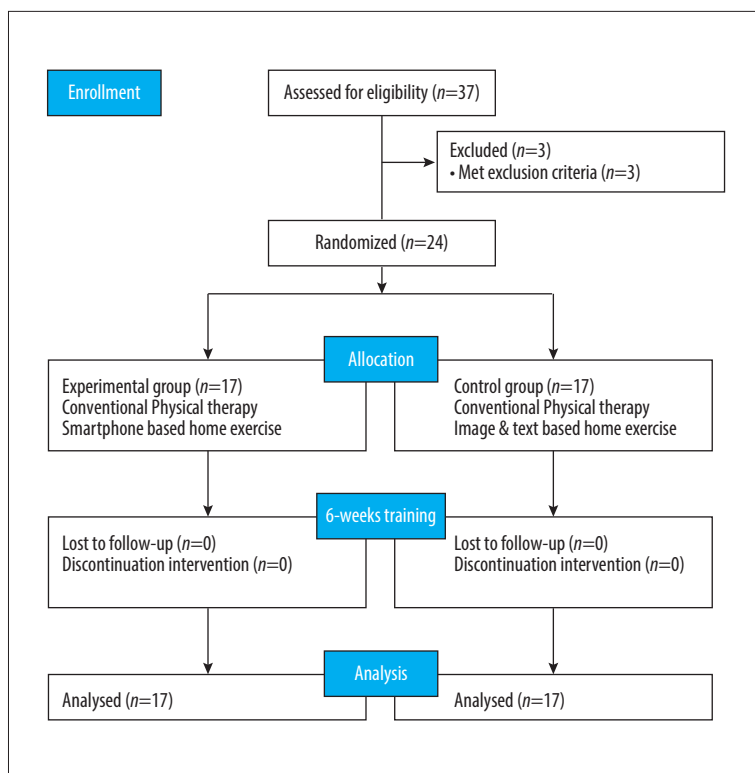 Enrollment
Assessed for eligibility (n=37)
Excluded (n=3)
• Met exclusion criteria (n=3)
Randomized (n=24)
Allocation
Experimental group (n=17)
Conventional Physical therapy
Smartphone based home exercise
Control group (n=17)
Conventional Physical therapy
Image & text based home exercise
6-weeks training
Lost to follow-up (n=0)
Discontinuation intervention (n=0)
Lost to follow-up (n=0)
Discontinuation intervention (n=0)
Analysis
Analysed (n=17)
Analysed (n=17)